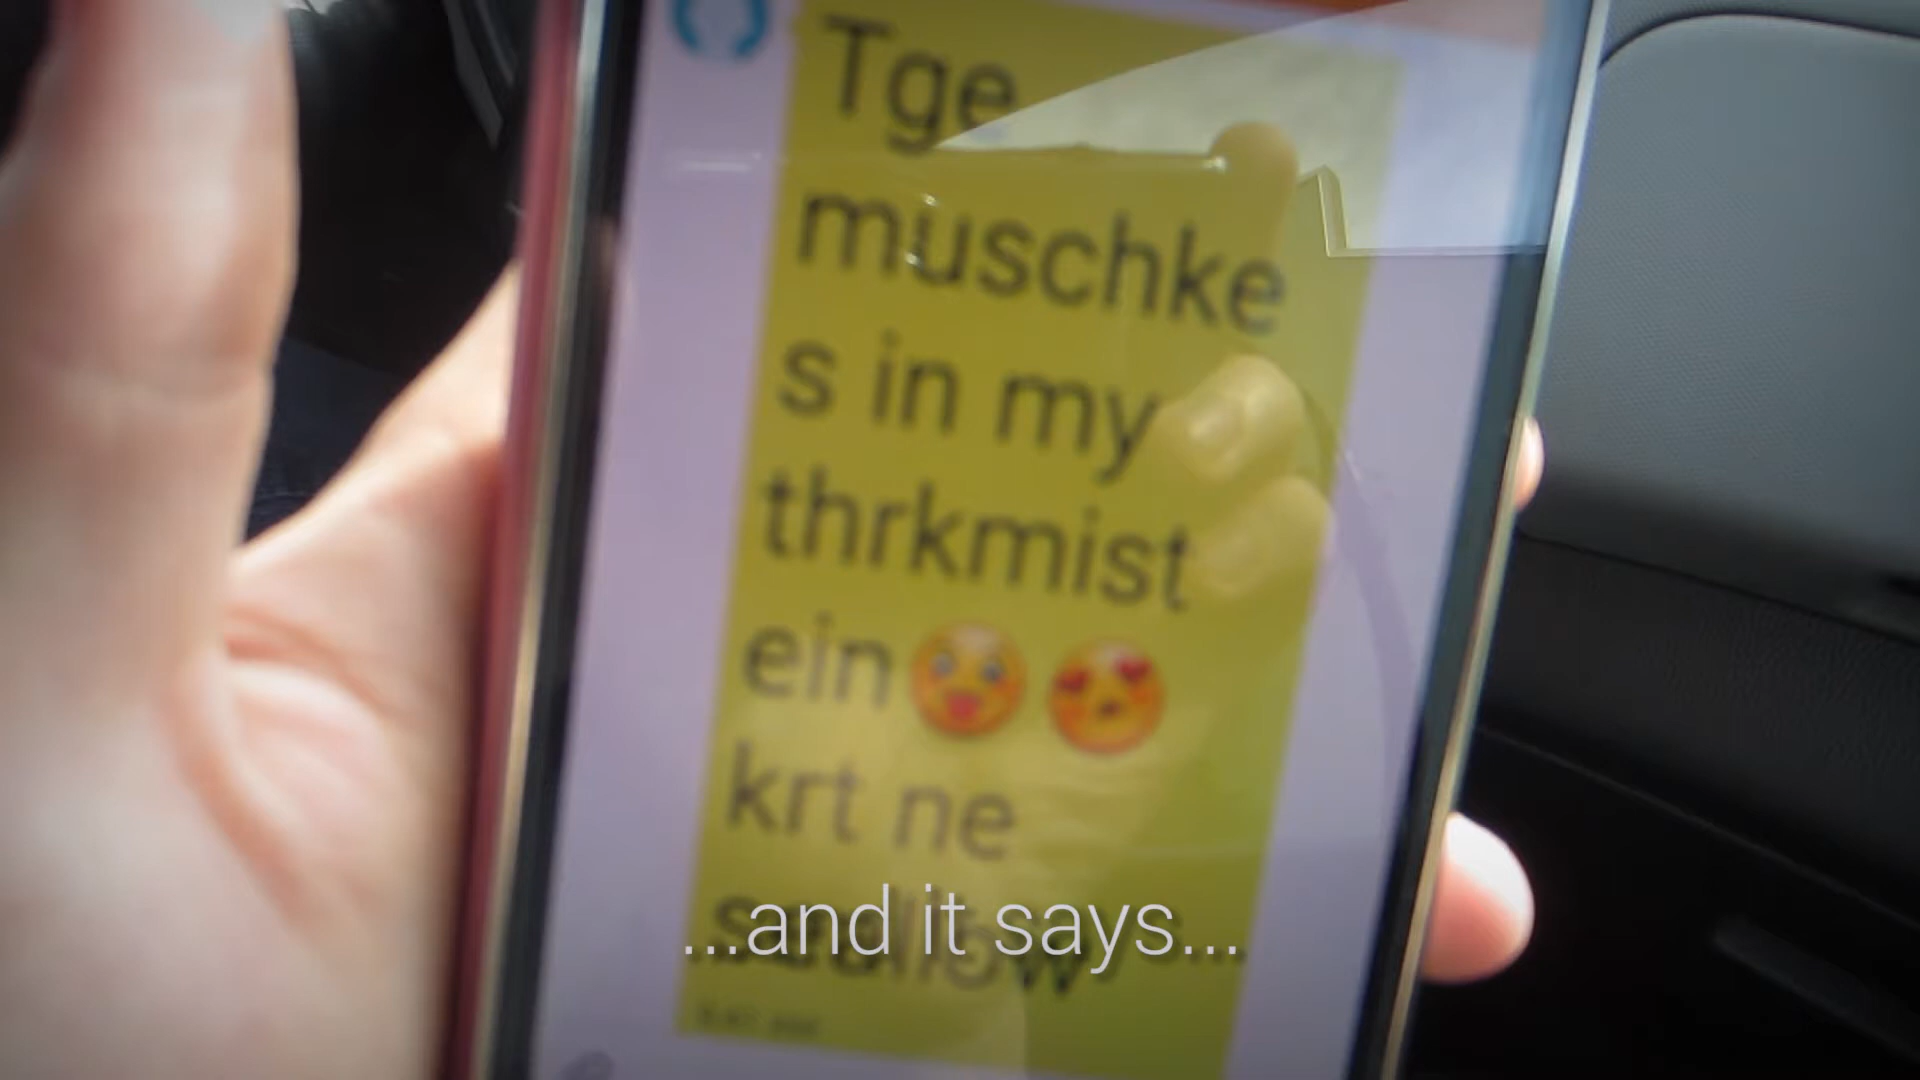 Tge
muschke
s in my
thrkmist
ein😲😍
krt ne
...and it says...